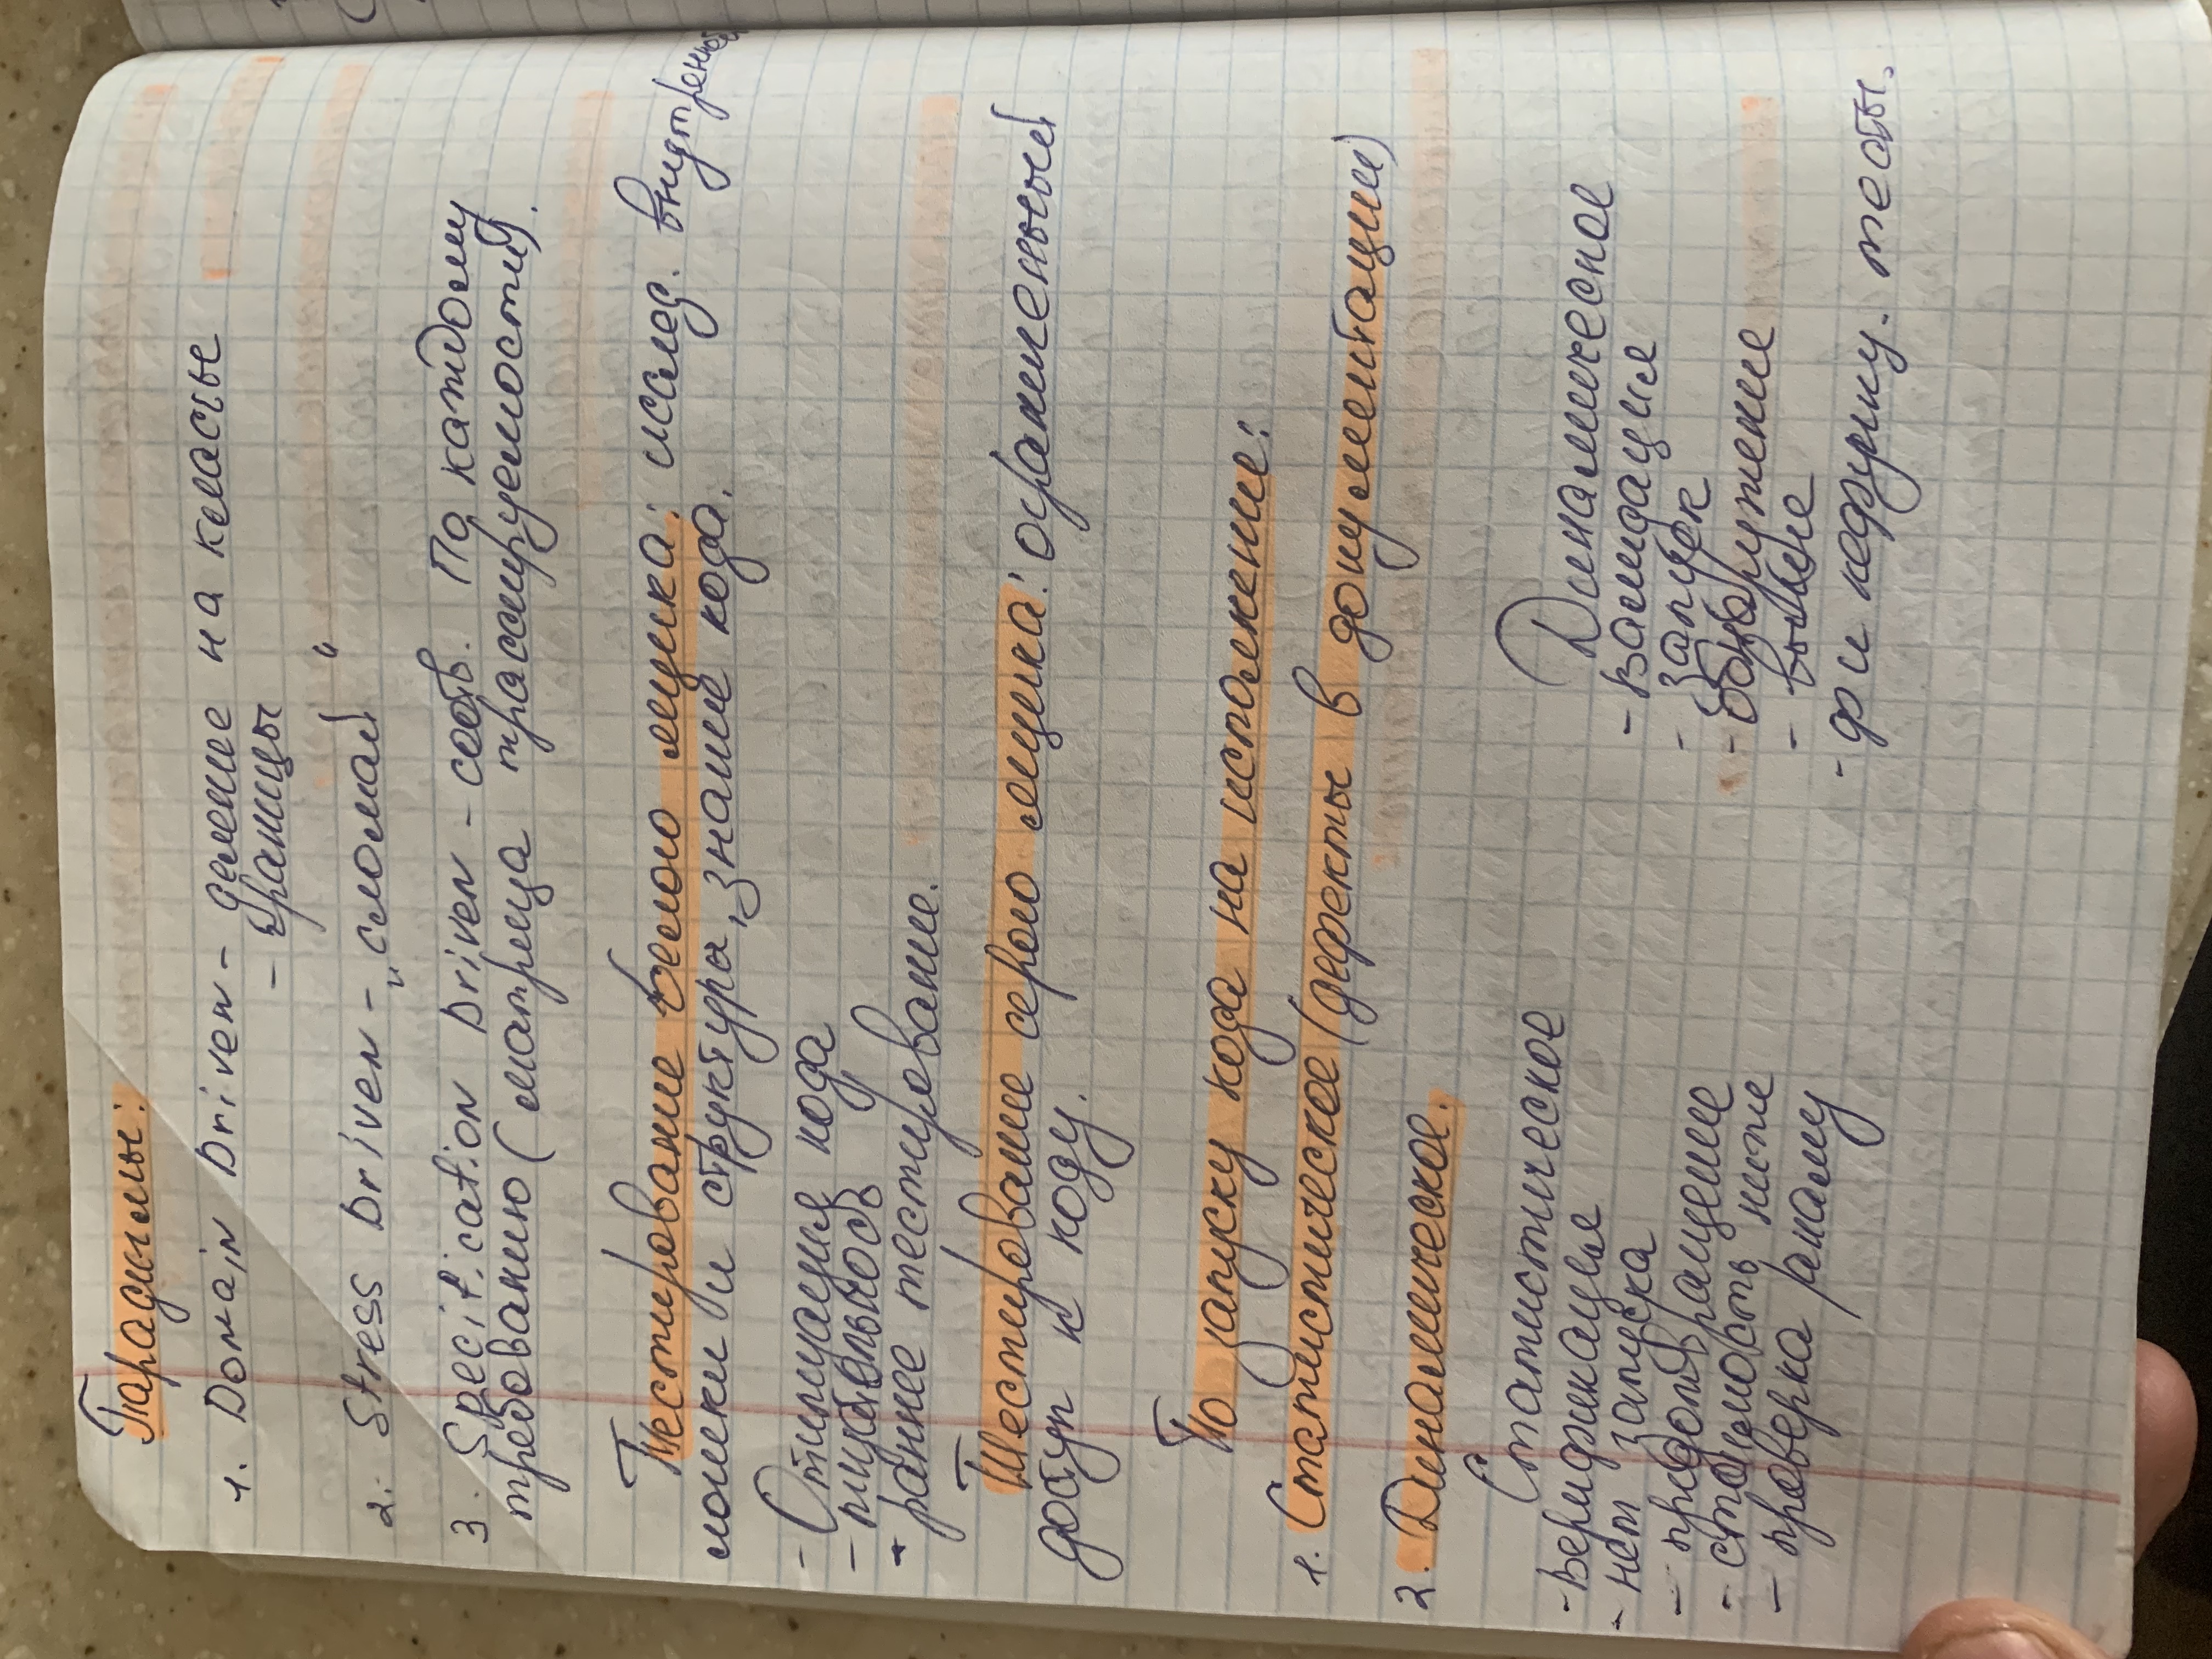 Парадигмы:
1. Domain Driven - деление на классы
- границы
2. Stress Driven - „сломай“
3. Specification Driven - соотв. По каждому
требованию (матрица трассируемости).
Тестирование белого ящика: исслед. внутренней
логики и структура, знание кода.
- Отимизация кода
- тщательность
- раннее тестирование.
Тестирование серого ящика: ограниченный
доступ к коду.
По запуску кода на исполнение:
1. Статистическое (дефекты в документации)
2. Динамическое.
Статистическое
Динамическое
- Верификация
- нет запуска
- предотвращение
- стоимость ниже
- проверка /анализ
- Валидация
- запуск
- обнаружение
- выше
- ф и нефункц. тесты.